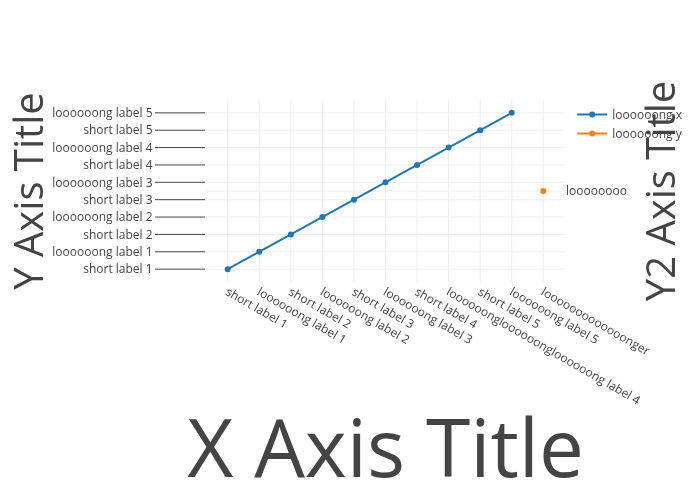 Y Axis Title
loooooong label 5
short label 5
looooooong label 4
short label 4
looooooong label 3
short label 3
looooooong label 2
short label 2
looooooong label 1
short label 1
short label 1
looooooong label 1
short label 2
looooooong label 2
short label 3
looooooong label 3
short label 4
looooooonglooooooonglooooooong label 4
short label 5
looooooong label 5
looooooooooooooonger
loooooooo
looooooong x
looooooong y
Y2 Axis Title
X Axis Title